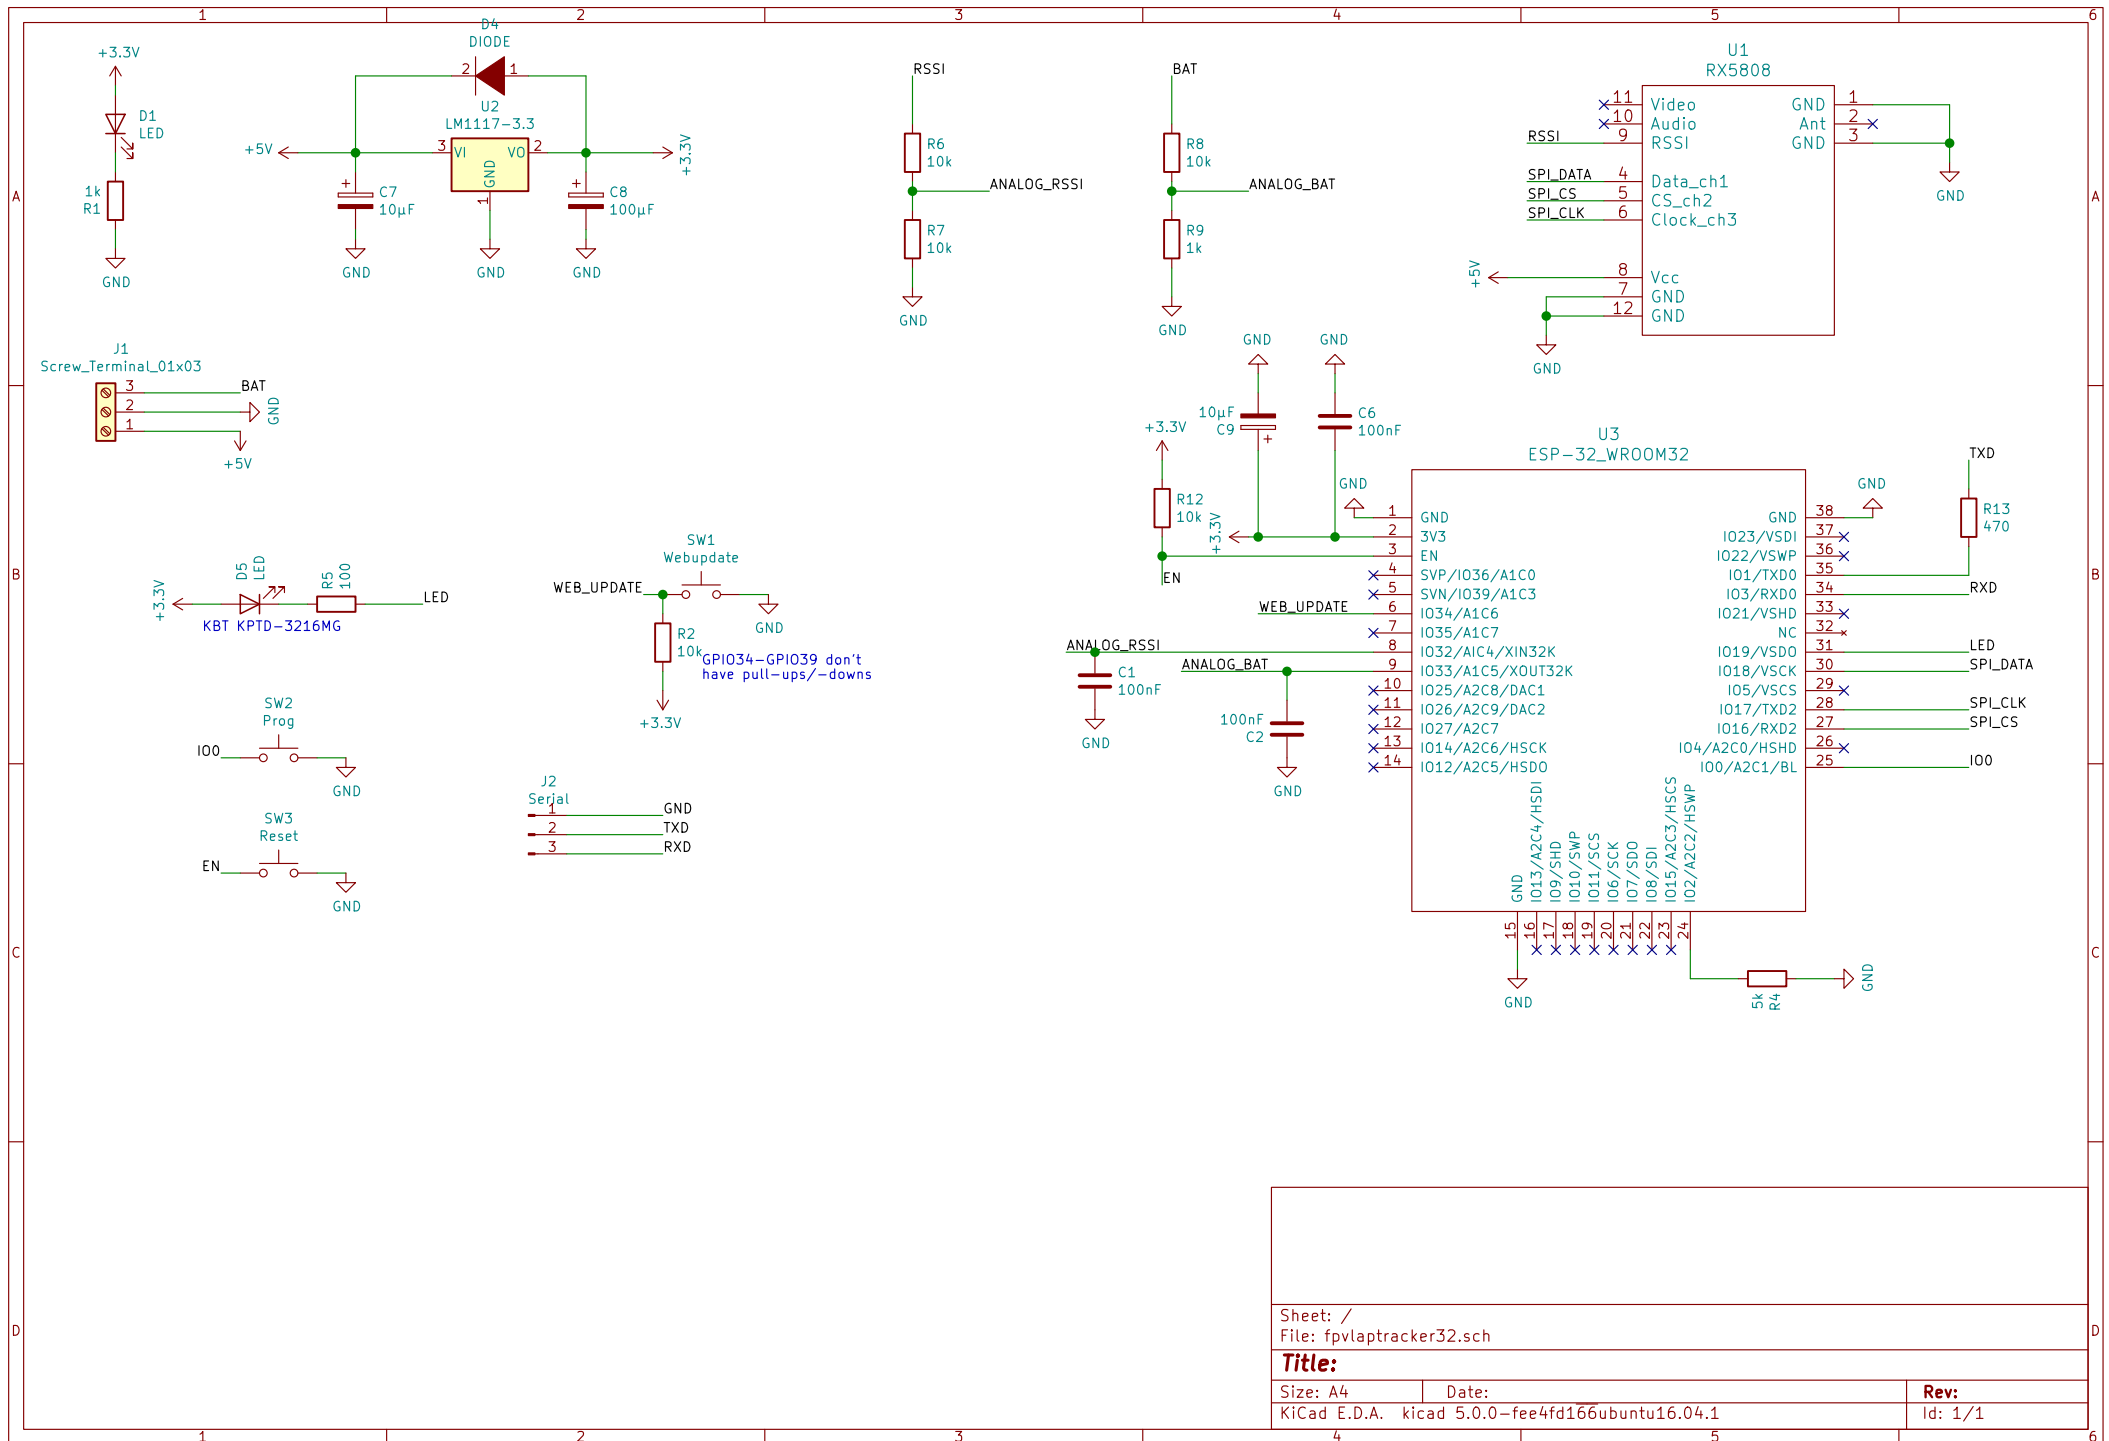 1 2 3 4 5 6
A
B
C
D
+3.3V
D1
LED
1k
R1
GND
D4
DIODE
2 1
U2
LM1117-3.3
+5V
3 VI VO 2
GND
1
+3.3V
C7
10µF
C8
100µF
GND
GND
GND
RSSI
R6
10k
ANALOG_RSSI
R7
10k
GND
BAT
R8
10k
ANALOG_BAT
R9
1k
GND
U1
RX5808
11 Video
10 Audio
RSSI 9 RSSI
SPI_DATA 4 Data_ch1
SPI_CS 5 CS_ch2
SPI_CLK 6 Clock_ch3
+5V 8 Vcc
7 GND
12 GND
GND
GND 1
Ant 2
GND 3
GND
J1
Screw_Terminal_01x03
3 BAT
2 GND
1
+5V
+3.3V
D5
LED
R5
100
LED
KBT KPTD-3216MG
SW1
Webupdate
WEB_UPDATE
GND
R2
10k
GPIO34-GPIO39 don't
have pull-ups/-downs
+3.3V
SW2
Prog
IO0
GND
SW3
Reset
EN
GND
J2
Serial
1 GND
2 TXD
3 RXD
GND
GND
10µF
C9
C6
100nF
+3.3V
R12
10k
+3.3V
GND
EN
WEB_UPDATE
ANALOG_RSSI
C1
100nF
GND
ANALOG_BAT
100nF
C2
GND
U3
ESP-32_WROOM32
1 GND
2 3V3
3 EN
4 SVP/IO36/A1C0
5 SVN/IO39/A1C3
6 IO34/A1C6
7 IO35/A1C7
8 IO32/AIC4/XIN32K
9 IO33/A1C5/XOUT32K
10 IO25/A2C8/DAC1
11 IO26/A2C9/DAC2
12 IO27/A2C7
13 IO14/A2C6/HSCK
14 IO12/A2C5/HSDO
GND 15
IO13/A2C4/HSDI 16
IO9/SHD 17
IO10/SWP 18
IO11/SCS 19
IO6/SCK 20
IO7/SDO 21
IO8/SDI 22
IO15/A2C3/HSCS 23
IO2/A2C2/HSWP 24
GND
5k
R4
GND
GND 38
IO23/VSDI 37
IO22/VSWP 36
IO1/TXD0 35
IO3/RXD0 34 RXD
IO21/VSHD 33
NC 32
IO19/VSDO 31 LED
IO18/VSCK 30 SPI_DATA
IO5/VSCS 29
IO17/TXD2 28 SPI_CLK
IO16/RXD2 27 SPI_CS
IO4/A2C0/HSHD 26
IO0/A2C1/BL 25 IO0
GND
TXD
R13
470
A
B
C
D
Sheet: /
File: fpvlaptracker32.sch
Title:
Size: A4 Date: Rev:
KiCad E.D.A. kicad 5.0.0-fee4fd166ubuntu16.04.1 Id: 1/1
1 2 3 4 5 6